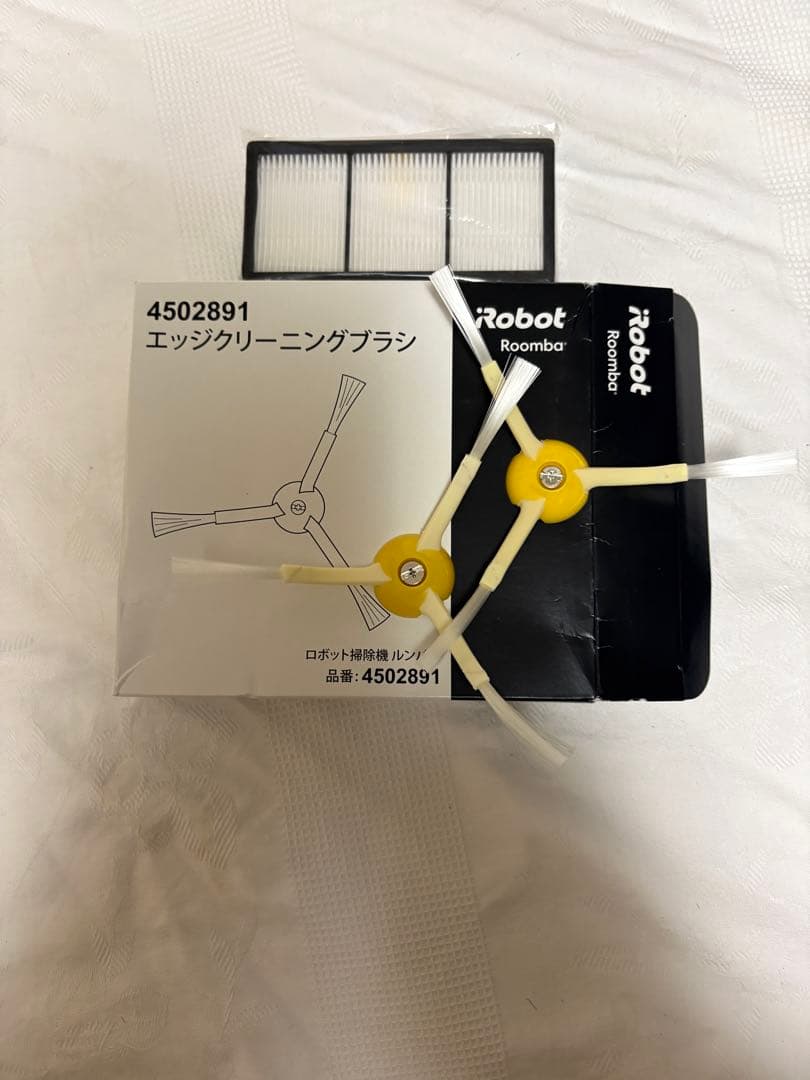 4502891
エッジクリーニングブラシ
iRobot
Roomba
iRobot
Roomba
ロボット掃除機 ルンバ
品番: 4502891